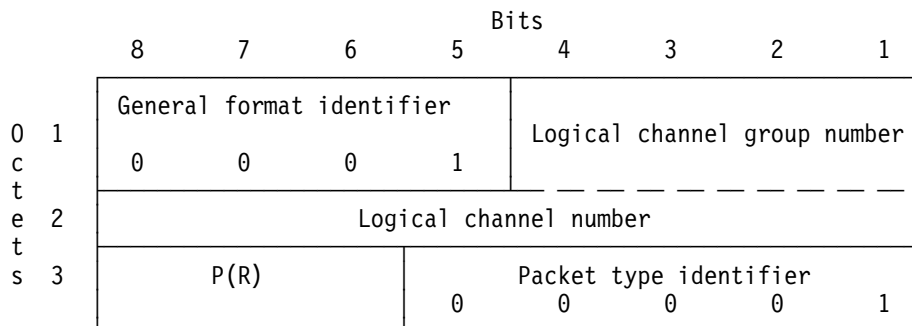 Bits
8 7 6 5 4 3 2 1
General format identifier
O 1 Logical channel group number
c 0 0 0 1
t
e 2 Logical channel number
t
s 3 P(R) Packet type identifier
0 0 0 0 1